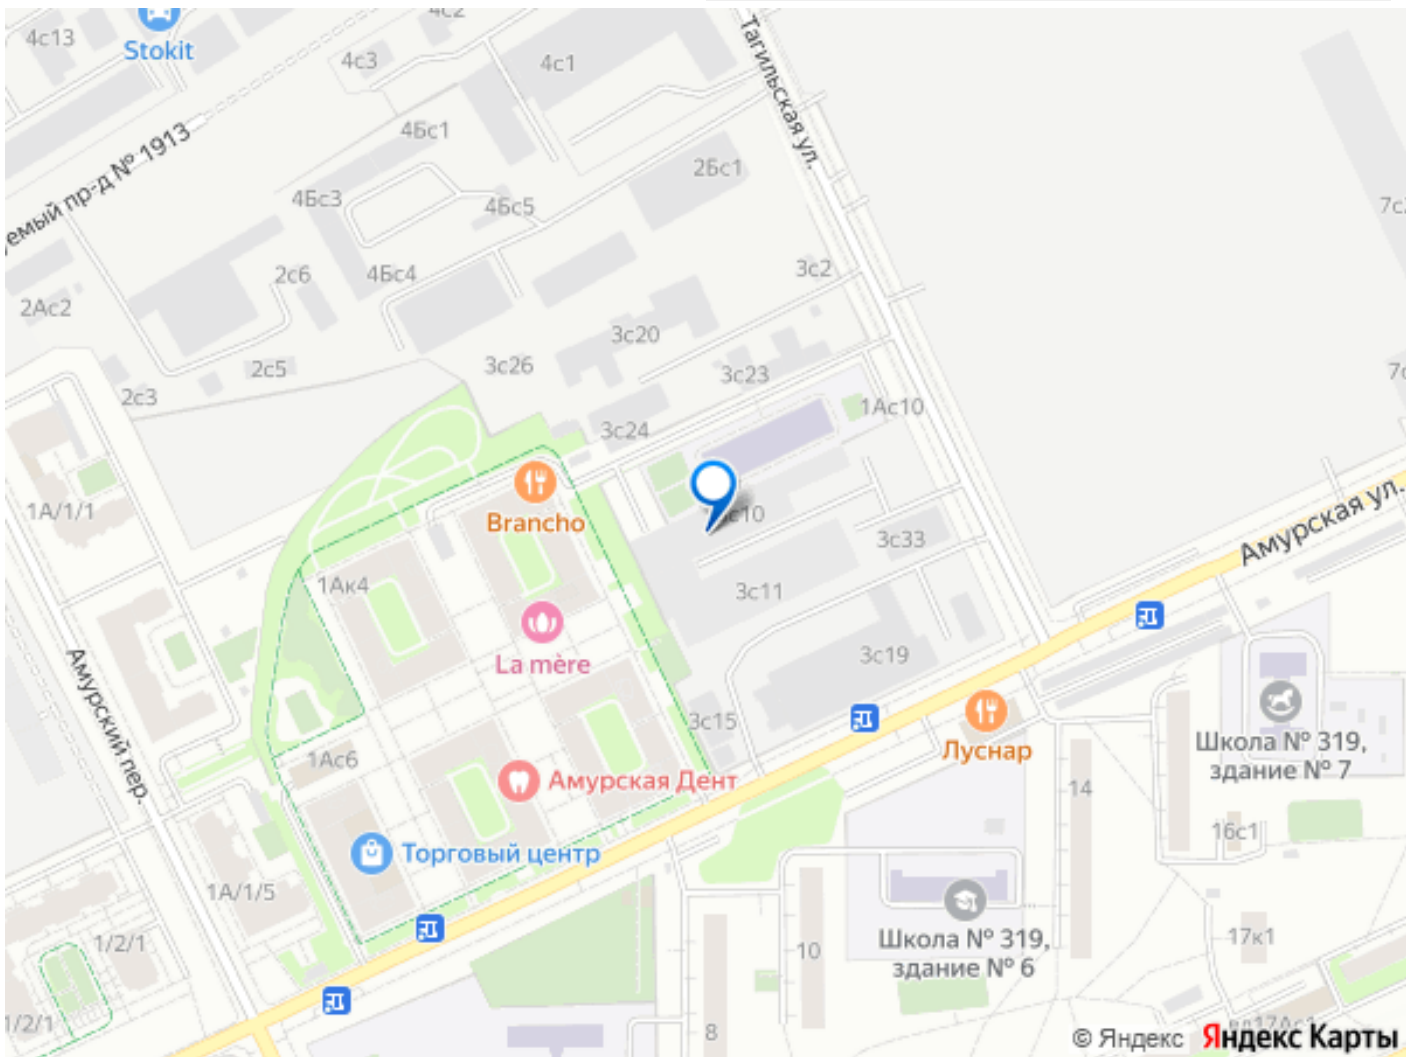 4с13
Stokit
4с2
4с3
4с1
Тагильская ул.
емый пр-д № 1913
4Бс1
2Бс1
4Бс3
4Бс5
7с2
2с6
4Бс4
3с2
2Ас2
3с20
3с26
3с23
2с5
2с3
1Ас10
3с24
1А/1/1
Brancho
3с10
3с33
Амурская ул.
1Ак4
3с11
La mère
3с19
Амурский пер.
3с15
Луснар
Школа № 319,
здание № 7
1Ас6
Амурская Дент
14
16с1
Торговый центр
1А/1/5
1/2/1
10
Школа № 319,
здание № 6
17к1
1/2/1
8
вл17Ас1
© Яндекс Яндекс Карты